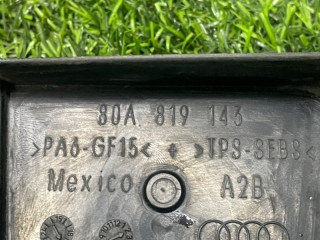 80A 819 143
>PA6-GF15< + >TPS-SEBS<
Mexico A2B